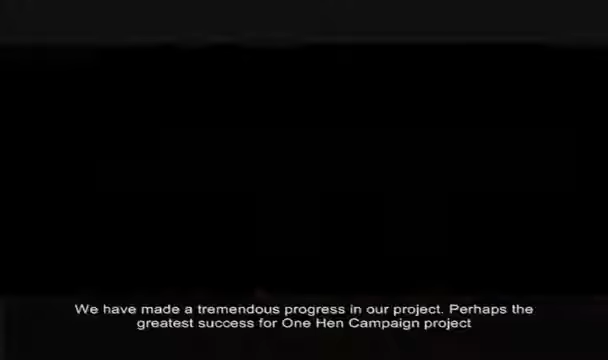 We have made a tremendous progress in our project. Perhaps the
greatest success for One Hen Campaign project